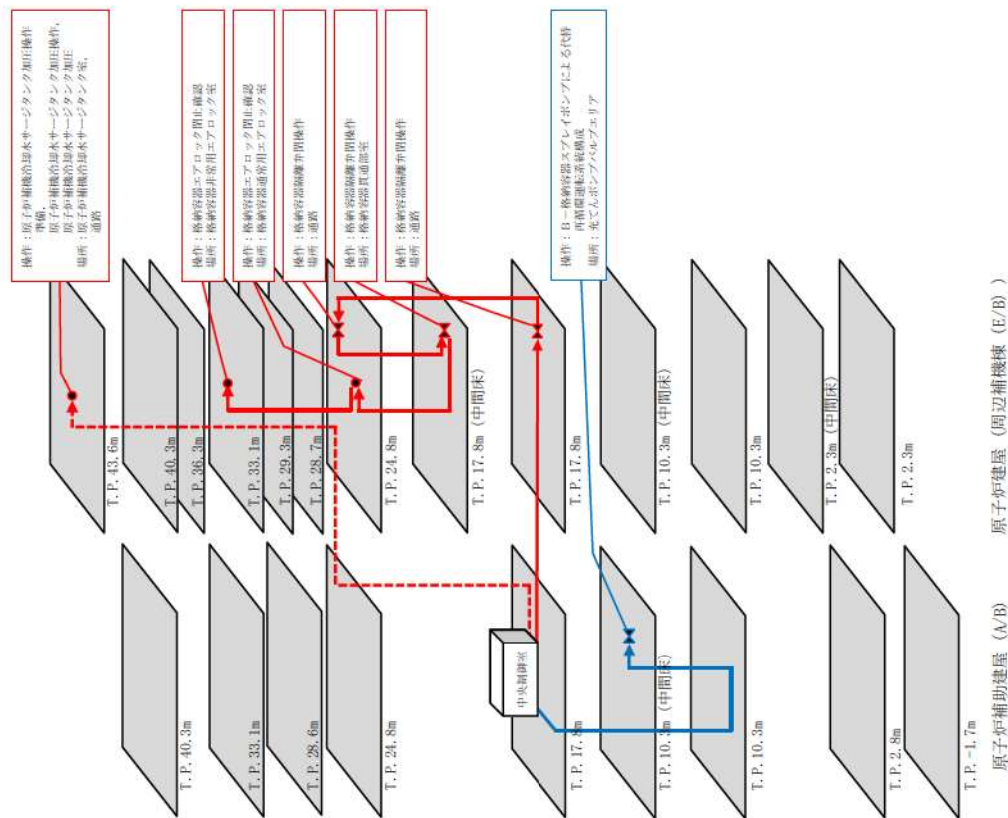 操作：原子炉補機冷却水サージタンク加圧操作
準備，
原子炉補機冷却水サージタンク加圧操作，
原子炉補機冷却水サージタンク加圧
場所：原子炉補機冷却水サージタンク室，
通路
操作：格納容器エアロック閉止確認
場所：格納容器非常用エアロック室
操作：格納容器エアロック閉止確認
場所：格納容器通常用エアロック室
操作：格納容器隔離弁閉操作
場所：通路
操作：格納容器隔離弁閉操作
場所：格納容器貫通部室
操作：格納容器隔離弁閉操作
場所：通路
操作：B－格納容器スプレイポンプによる代替
再循環運転系統構成
場所：充てんポンプバルブエリア
T.P.43.6m
T.P.40.3m
T.P.36.3m
T.P.33.1m
T.P.29.3m
T.P.28.7m
T.P.24.8m
T.P.17.8m（中間床）
T.P.17.8m
T.P.10.3m（中間床）
T.P.10.3m
T.P.2.3m（中間床）
T.P.2.3m
原子炉建屋（周辺補機棟（E/B））
T.P.40.3m
T.P.33.1m
T.P.28.6m
T.P.24.8m
中央制御室
T.P.17.8m
T.P.10.3m（中間床）
T.P.10.3m
T.P.2.8m
T.P.-1.7m
原子炉補助建屋（A/B）